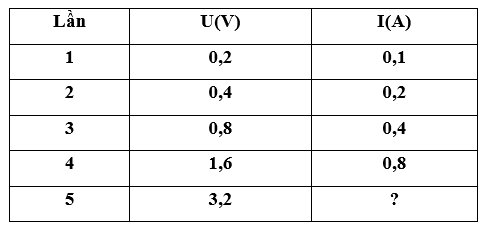 Lần U(V) I(A)
1 0,2 0,1
2 0,4 0,2
3 0,8 0,4
4 1,6 0,8
5 3,2 ?